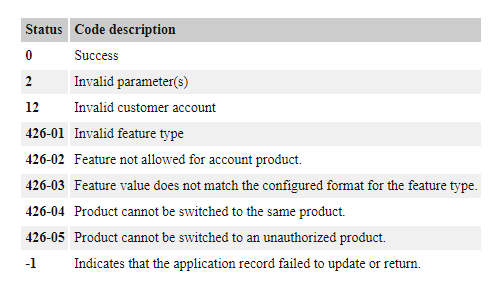 Status Code description
0 Success
2 Invalid parameter(s)
12 Invalid customer account
426-01 Invalid feature type
426-02 Feature not allowed for account product.
426-03 Feature value does not match the configured format for the feature type.
426-04 Product cannot be switched to the same product.
426-05 Product cannot be switched to an unauthorized product.
-1 Indicates that the application record failed to update or return.